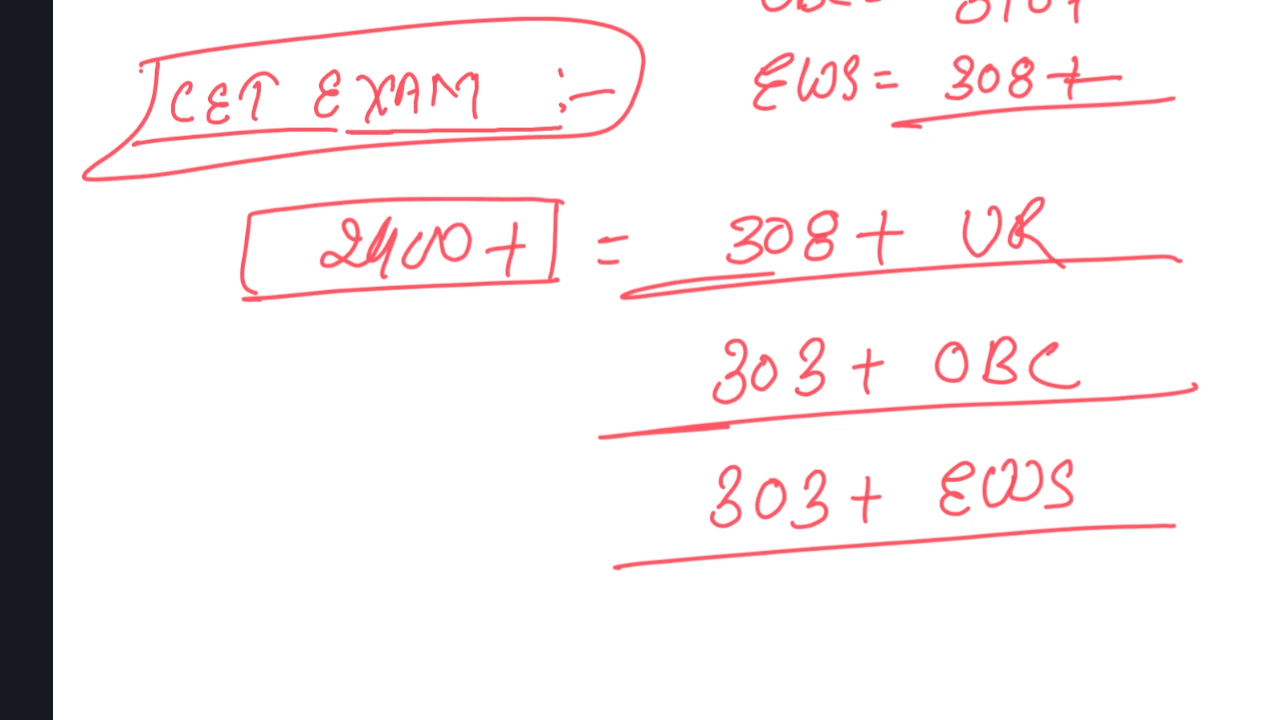 EWS = 308+
CET EXAM :-
2400+ = 308+ UR
303+ OBC
303+ EWS